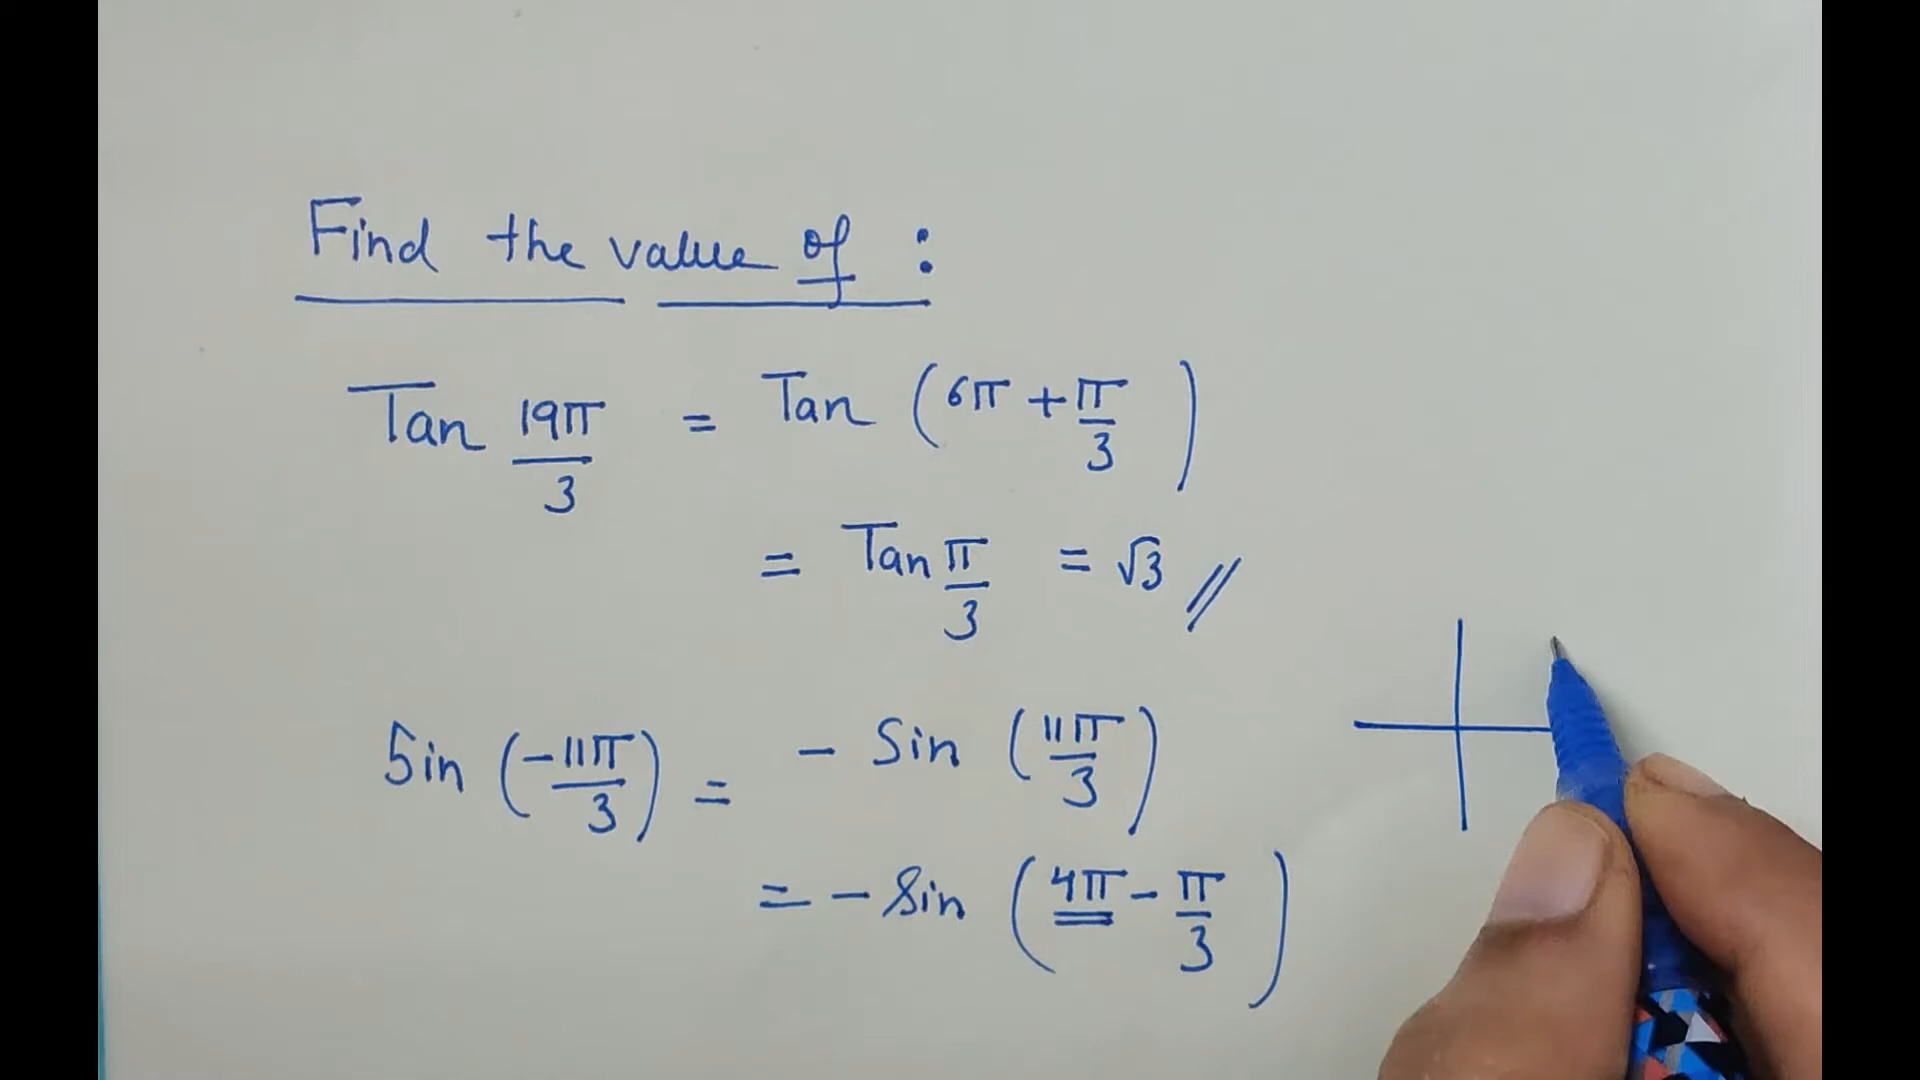 Find the value of :
Tan 19π/3 = Tan (6π + π/3)
= Tan π/3 = √3 //
Sin (-11π/3) = - Sin (11π/3)
= - Sin (4π - π/3)